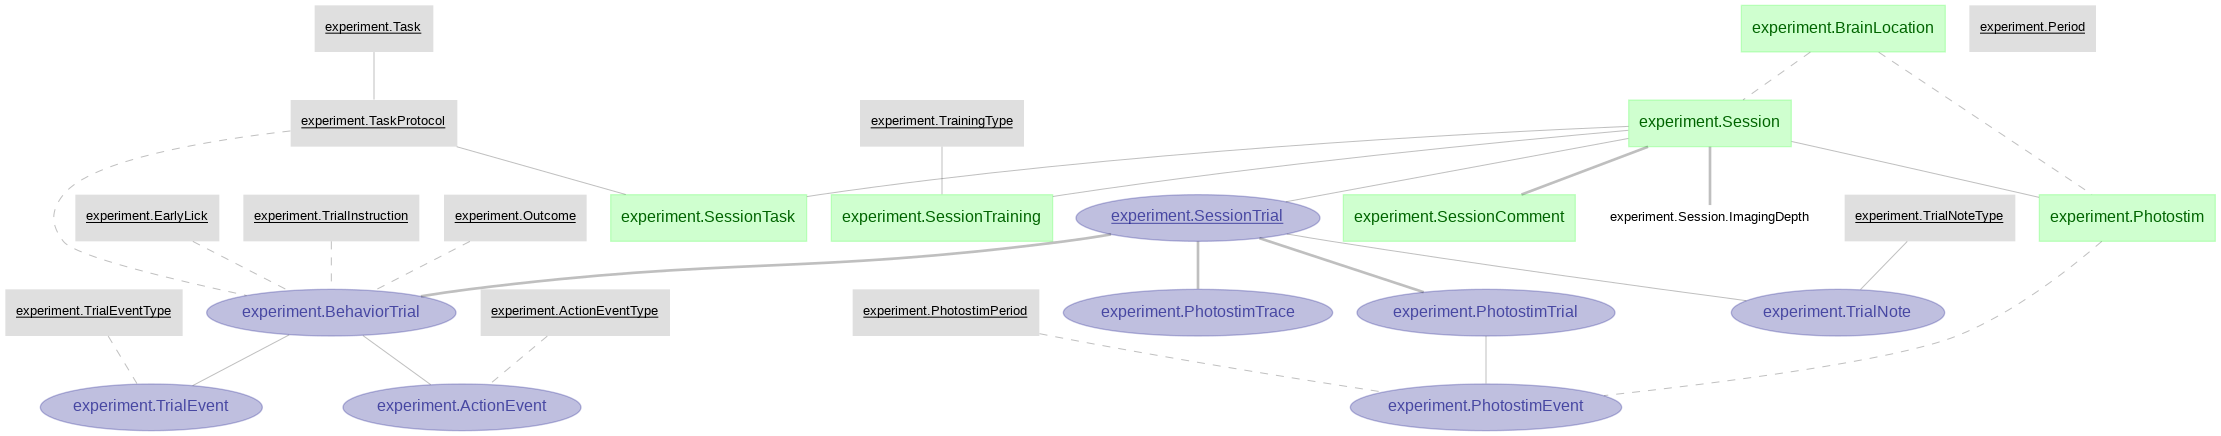 experiment.Task
experiment.BrainLocation
experiment.Period
experiment.TaskProtocol
experiment.TrainingType
experiment.Session
experiment.EarlyLick
experiment.TrialInstruction
experiment.Outcome
experiment.SessionTask
experiment.SessionTraining
experiment.SessionTrial
experiment.SessionComment
experiment.Session.ImagingDepth
experiment.TrialNoteType
experiment.Photostim
experiment.TrialEventType
experiment.BehaviorTrial
experiment.ActionEventType
experiment.PhotostimPeriod
experiment.PhotostimTrace
experiment.PhotostimTrial
experiment.TrialNote
experiment.TrialEvent
experiment.ActionEvent
experiment.PhotostimEvent